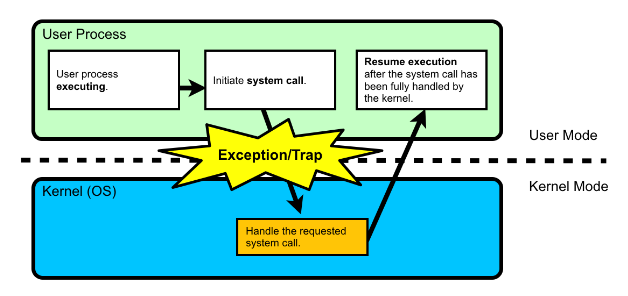 User Process
User process
executing.
Initiate system call.
Resume execution
after the system call has
been fully handled by
the kernel.
User Mode
Exception/Trap
Kernel (OS)
Kernel Mode
Handle the requested
system call.